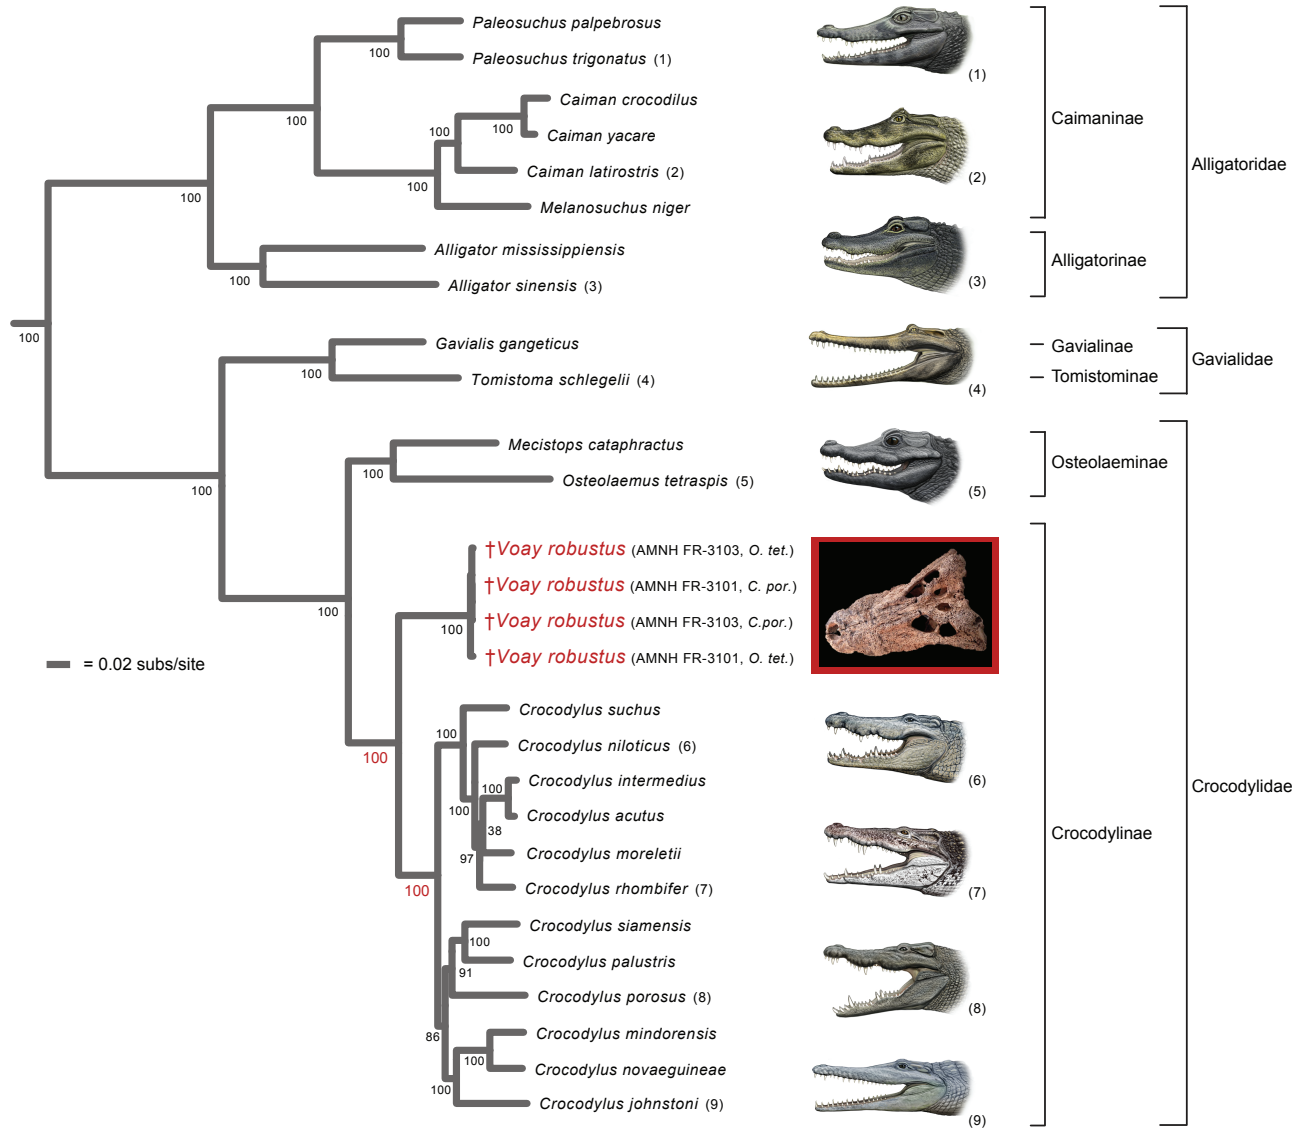 Paleosuchus palpebrosus
100
Paleosuchus trigonatus (1)
(1)
Caiman crocodilus
100
100
100
Caiman yacare
Caimaninae
Caiman latirostris (2)
(2)
100
100
Alligatoridae
Melanosuchus niger
Alligator mississippiensis
Alligatorinae
100
Alligator sinensis (3)
(3)
100
Gavialis gangeticus
Gavialinae
Gavialidae
100
Tomistoma schlegelii (4)
(4)
Tomistominae
Mecistops cataphractus
100
Osteolaeminae
Osteolaemus tetraspis (5)
(5)
100
†Voay robustus (AMNH FR-3103, O. tet.)
†Voay robustus (AMNH FR-3101, C. por.)
100
†Voay robustus (AMNH FR-3103, C.por.)
100
†Voay robustus (AMNH FR-3101, O. tet.)
= 0.02 subs/site
Crocodylus suchus
100
Crocodylus niloticus (6)
100
(6)
Crocodylus intermedius
100
Crocodylidae
100
Crocodylus acutus
38
Crocodylinae
Crocodylus moreletii
97
Crocodylus rhombifer (7)
(7)
100
Crocodylus siamensis
100
Crocodylus palustris
91
Crocodylus porosus (8)
(8)
86
Crocodylus mindorensis
100
Crocodylus novaeguineae
100
Crocodylus johnstoni (9)
(9)